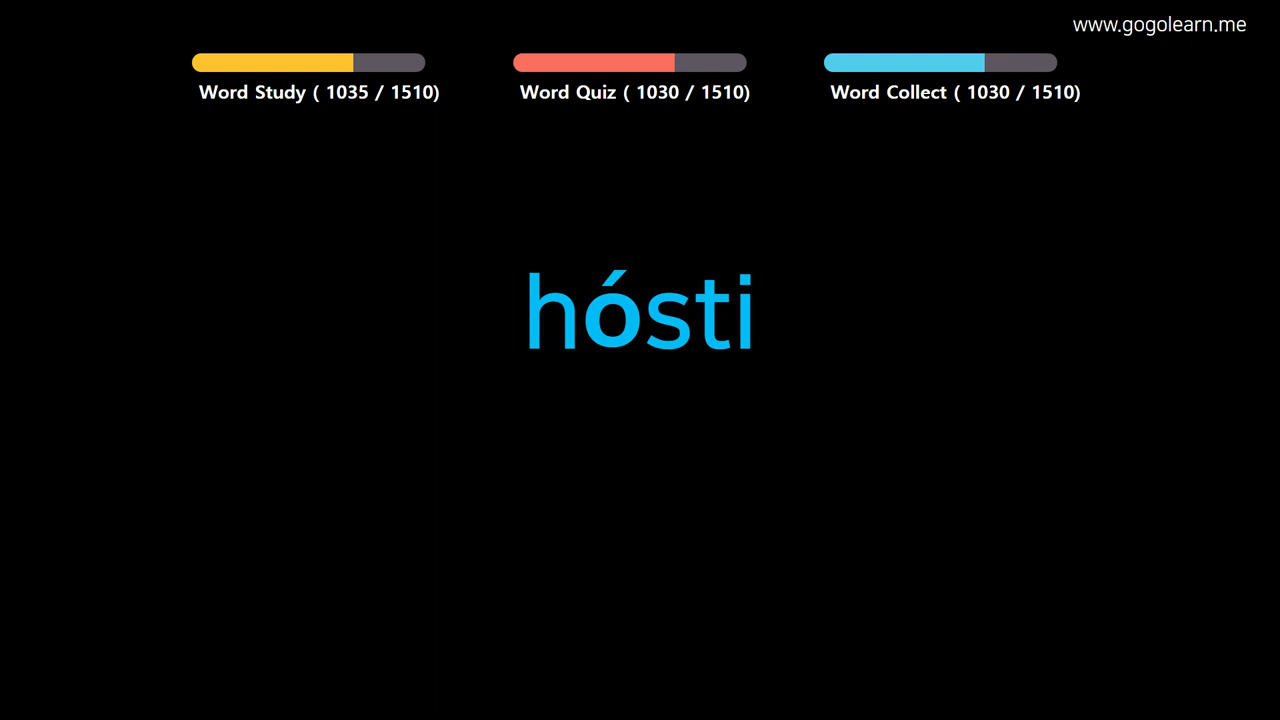 www.gogolearn.me
Word Study ( 1035 / 1510)
Word Quiz ( 1030 / 1510)
Word Collect ( 1030 / 1510)
hósti